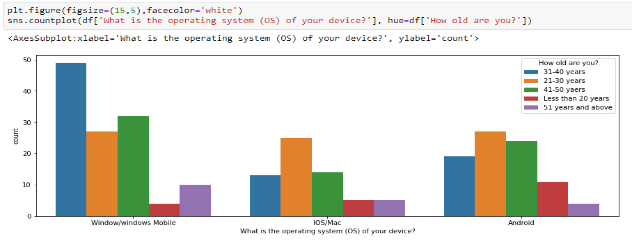 plt.figure(figsize=(15,5),facecolor='white')
sns.countplot(df['What is the operating system (OS) of your device?'], hue=df['How old are you?'])
<AxesSubplot:xlabel='What is the operating system (OS) of your device?', ylabel='count'>
How old are you?
31-40 years
21-30 years
41-50 yaers
Less than 20 years
51 years and above
50
40
30
20
10
0
count
Window/windows Mobile
IOS/Mac
Android
What is the operating system (OS) of your device?